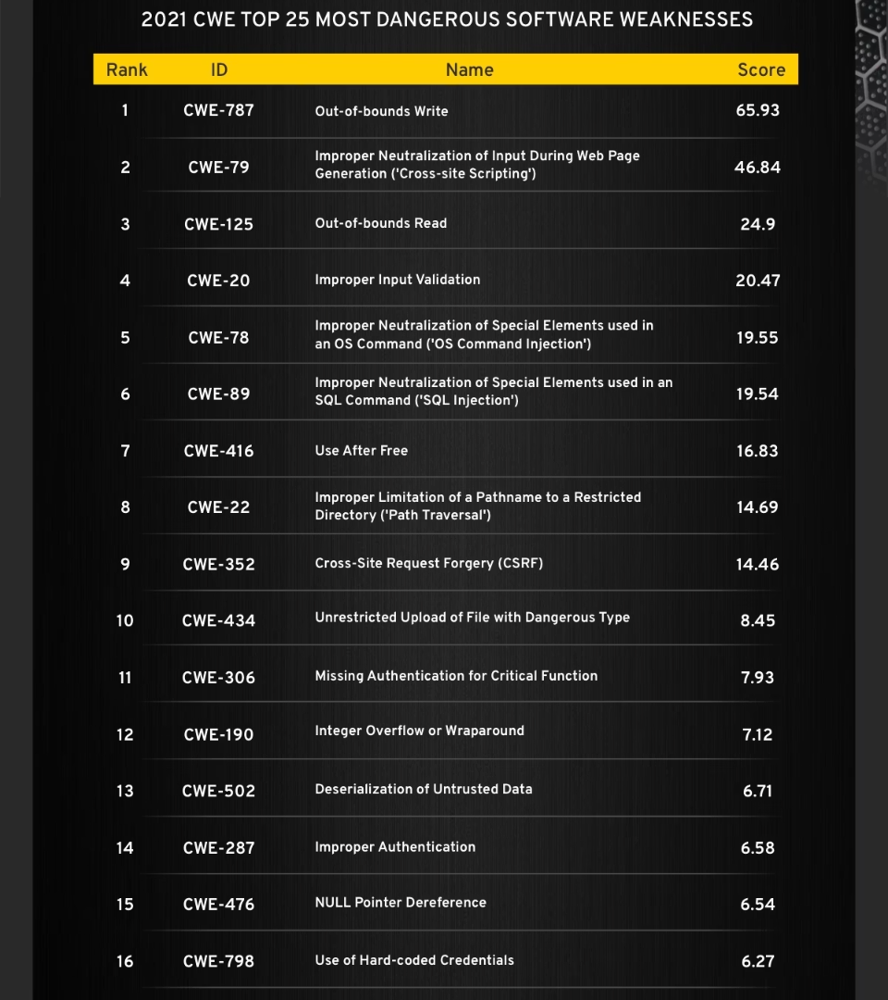 2021 CWE TOP 25 MOST DANGEROUS SOFTWARE WEAKNESSES
Rank ID Name Score
1 CWE-787 Out-of-bounds Write 65.93
2 CWE-79 Improper Neutralization of Input During Web Page
Generation ('Cross-site Scripting') 46.84
3 CWE-125 Out-of-bounds Read 24.9
4 CWE-20 Improper Input Validation 20.47
5 CWE-78 Improper Neutralization of Special Elements used in
an OS Command ('OS Command Injection') 19.55
6 CWE-89 Improper Neutralization of Special Elements used in an
SQL Command ('SQL Injection') 19.54
7 CWE-416 Use After Free 16.83
8 CWE-22 Improper Limitation of a Pathname to a Restricted
Directory ('Path Traversal') 14.69
9 CWE-352 Cross-Site Request Forgery (CSRF) 14.46
10 CWE-434 Unrestricted Upload of File with Dangerous Type 8.45
11 CWE-306 Missing Authentication for Critical Function 7.93
12 CWE-190 Integer Overflow or Wraparound 7.12
13 CWE-502 Deserialization of Untrusted Data 6.71
14 CWE-287 Improper Authentication 6.58
15 CWE-476 NULL Pointer Dereference 6.54
16 CWE-798 Use of Hard-coded Credentials 6.27